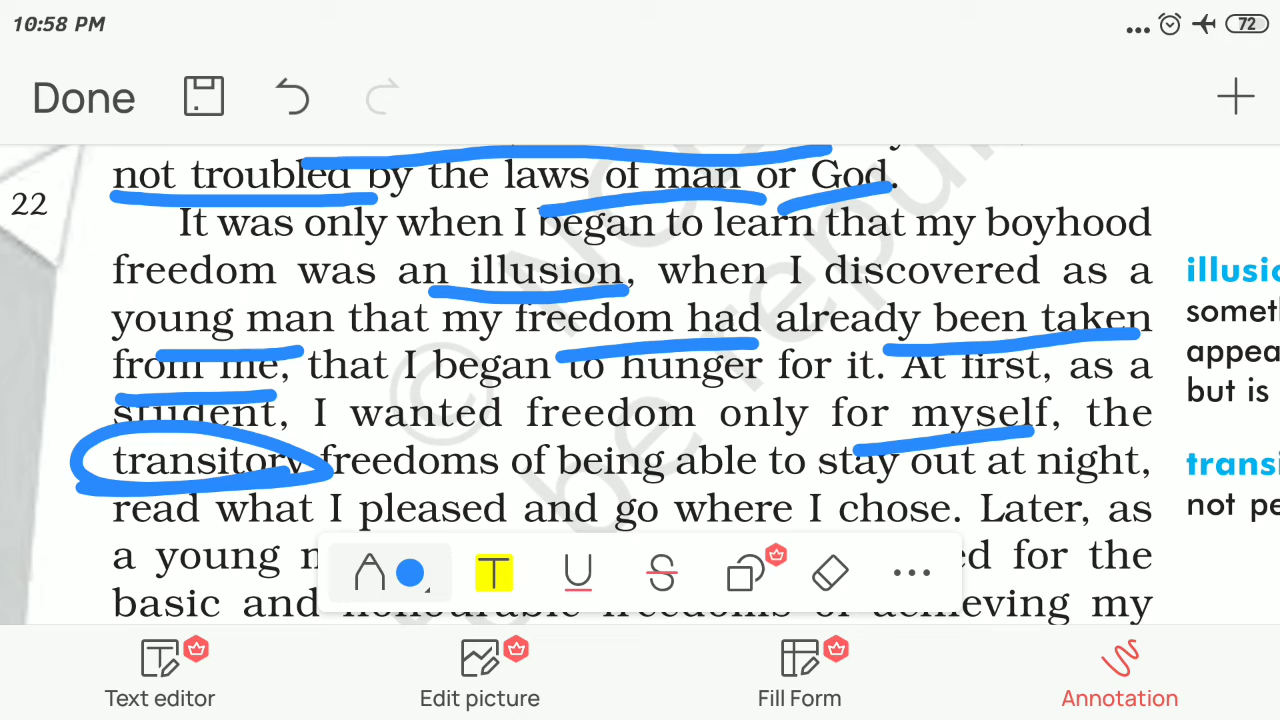 10:58 PM
72
Done
not troubled by the laws of man or God.
22
It was only when I began to learn that my boyhood
freedom was an illusion, when I discovered as a
young man that my freedom had already been taken
from me, that I began to hunger for it. At first, as a
student, I wanted freedom only for myself, the
transitory freedoms of being able to stay out at night,
read what I pleased and go where I chose. Later, as
a young
ed for the
basic and honourable freedoms of achieving my
illusi
somet
appea
but is
transi
not pe
T
U
S
Text editor
Edit picture
Fill Form
Annotation